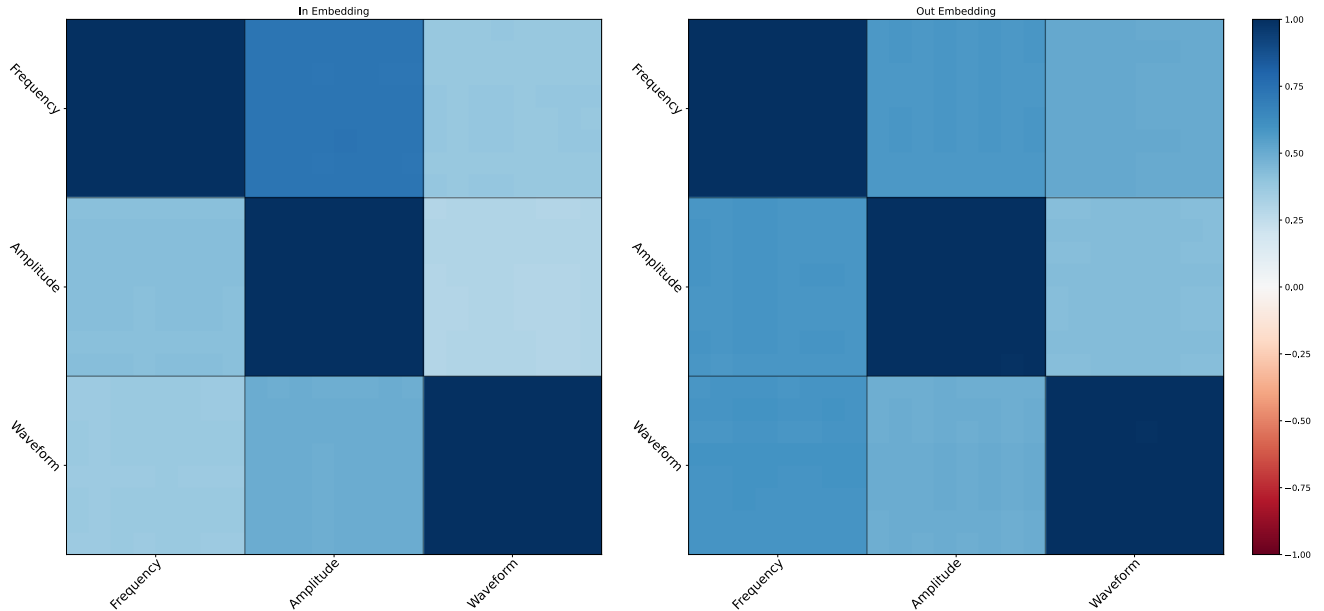 In Embedding
Frequency
Amplitude
Waveform
Frequency
Amplitude
Waveform
Out Embedding
Frequency
Amplitude
Waveform
Frequency
Amplitude
Waveform
1.00
0.75
0.50
0.25
0.00
−0.25
−0.50
−0.75
−1.00